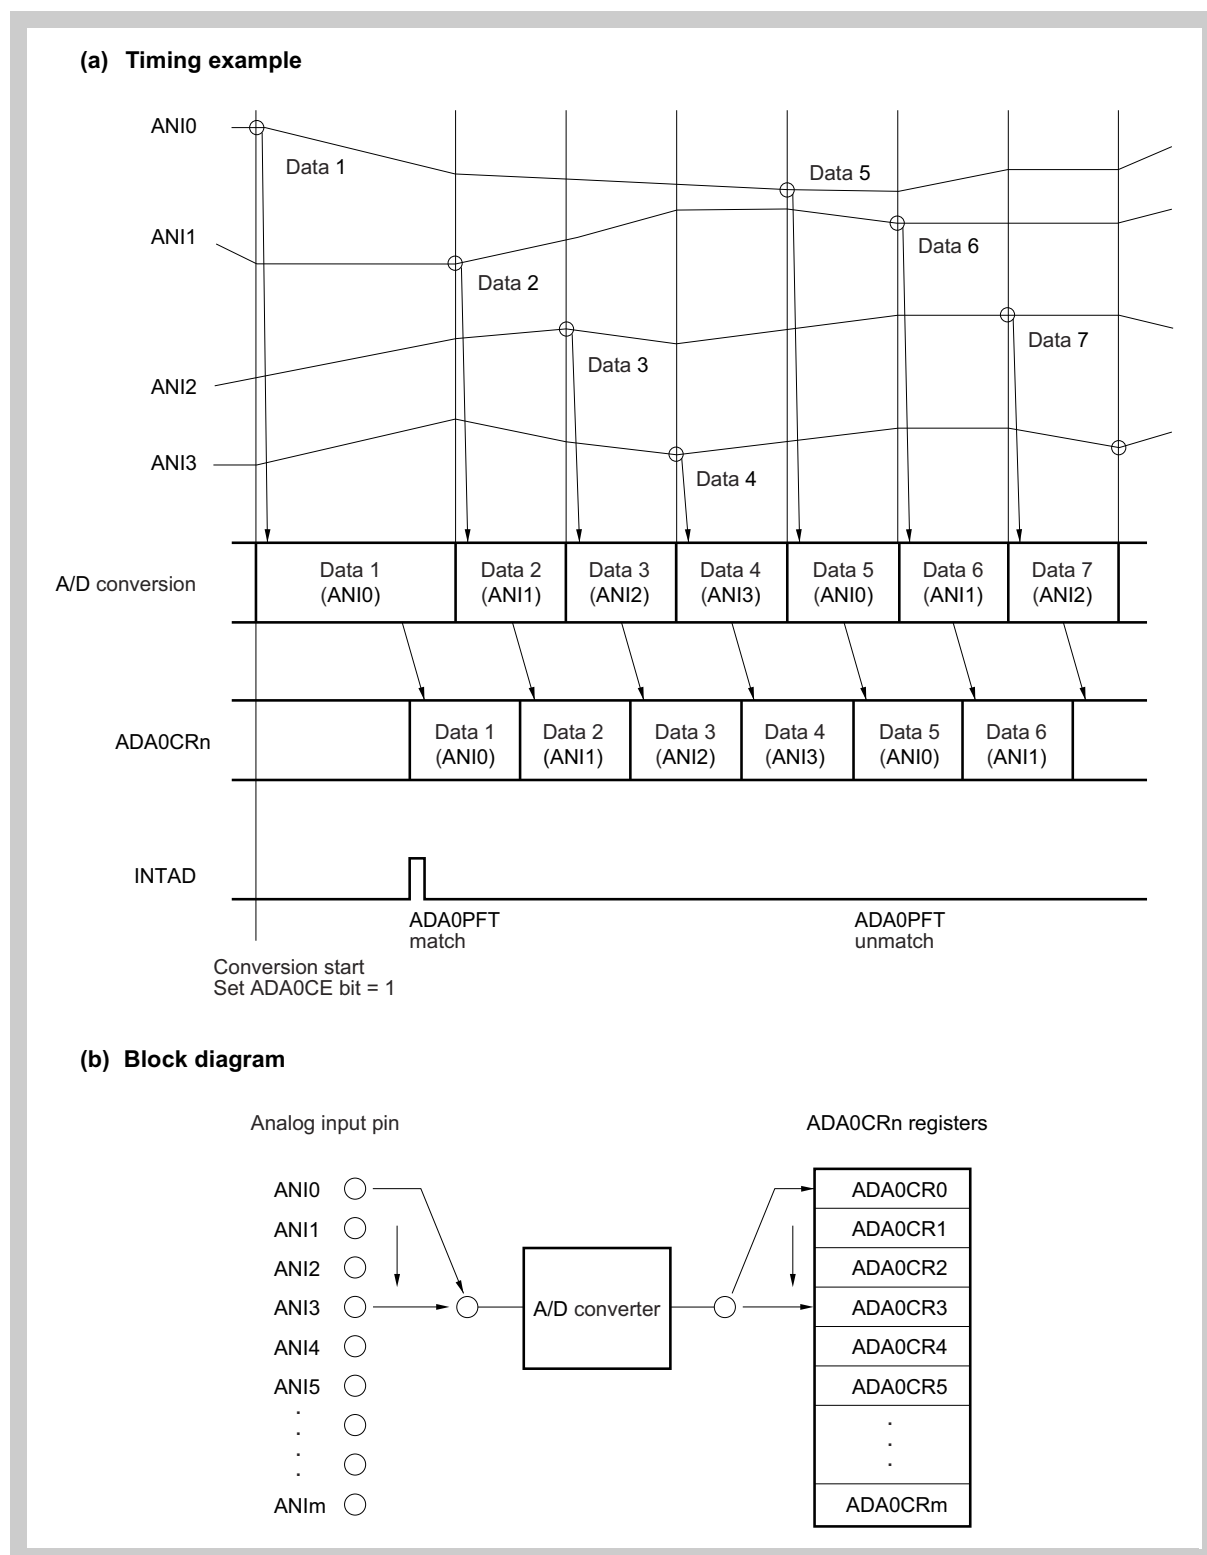 (a) Timing example
ANI0
Data 1
Data 5
ANI1
Data 6
Data 2
Data 7
Data 3
ANI2
ANI3
Data 4
A/D conversion
Data 1 (ANI0)
Data 2 (ANI1)
Data 3 (ANI2)
Data 4 (ANI3)
Data 5 (ANI0)
Data 6 (ANI1)
Data 7 (ANI2)
ADA0CRn
Data 1 (ANI0)
Data 2 (ANI1)
Data 3 (ANI2)
Data 4 (ANI3)
Data 5 (ANI0)
Data 6 (ANI1)
INTAD
ADA0PFT
match
ADA0PFT
unmatch
Conversion start
Set ADA0CE bit = 1
(b) Block diagram
Analog input pin
ADA0CRn registers
ANI0
ANI1
ANI2
ANI3
ANI4
ANI5
.
.
.
.
ANIm
A/D converter
ADA0CR0
ADA0CR1
ADA0CR2
ADA0CR3
ADA0CR4
ADA0CR5
.
.
.
ADA0CRm